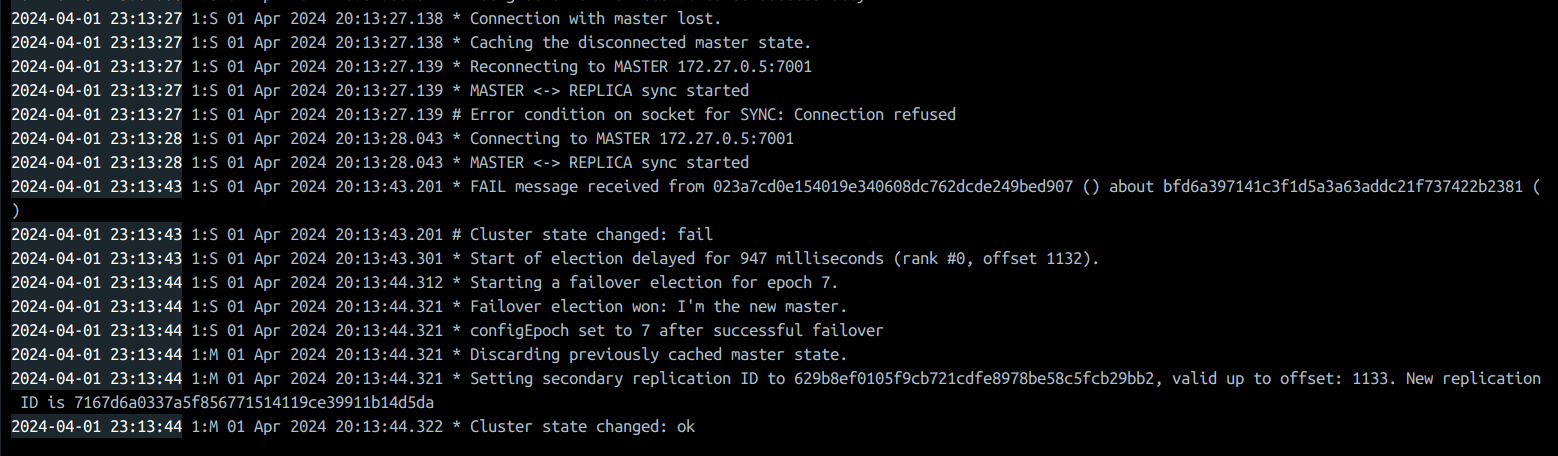 2024-04-01 23:13:27 1:S 01 Apr 2024 20:13:27.138 * Connection with master lost.
2024-04-01 23:13:27 1:S 01 Apr 2024 20:13:27.138 * Caching the disconnected master state.
2024-04-01 23:13:27 1:S 01 Apr 2024 20:13:27.139 * Reconnecting to MASTER 172.27.0.5:7001
2024-04-01 23:13:27 1:S 01 Apr 2024 20:13:27.139 * MASTER <-> REPLICA sync started
2024-04-01 23:13:27 1:S 01 Apr 2024 20:13:27.139 # Error condition on socket for SYNC: Connection refused
2024-04-01 23:13:28 1:S 01 Apr 2024 20:13:28.043 * Connecting to MASTER 172.27.0.5:7001
2024-04-01 23:13:28 1:S 01 Apr 2024 20:13:28.043 * MASTER <-> REPLICA sync started
2024-04-01 23:13:43 1:S 01 Apr 2024 20:13:43.201 * FAIL message received from 023a7cd0e154019e340608dc762dcde249bed907 () about bfd6a397141c3f1d5a3a63addc21f737422b2381 (
)
2024-04-01 23:13:43 1:S 01 Apr 2024 20:13:43.201 # Cluster state changed: fail
2024-04-01 23:13:43 1:S 01 Apr 2024 20:13:43.301 * Start of election delayed for 947 milliseconds (rank #0, offset 1132).
2024-04-01 23:13:44 1:S 01 Apr 2024 20:13:44.312 * Starting a failover election for epoch 7.
2024-04-01 23:13:44 1:S 01 Apr 2024 20:13:44.321 * Failover election won: I'm the new master.
2024-04-01 23:13:44 1:S 01 Apr 2024 20:13:44.321 * configEpoch set to 7 after successful failover
2024-04-01 23:13:44 1:M 01 Apr 2024 20:13:44.321 * Discarding previously cached master state.
2024-04-01 23:13:44 1:M 01 Apr 2024 20:13:44.321 * Setting secondary replication ID to 629b8ef0105f9cb721cdfe8978be58c5fcb29bb2, valid up to offset: 1133. New replication
ID is 7167d6a0337a5f856771514119ce39911b14d5da
2024-04-01 23:13:44 1:M 01 Apr 2024 20:13:44.322 * Cluster state changed: ok